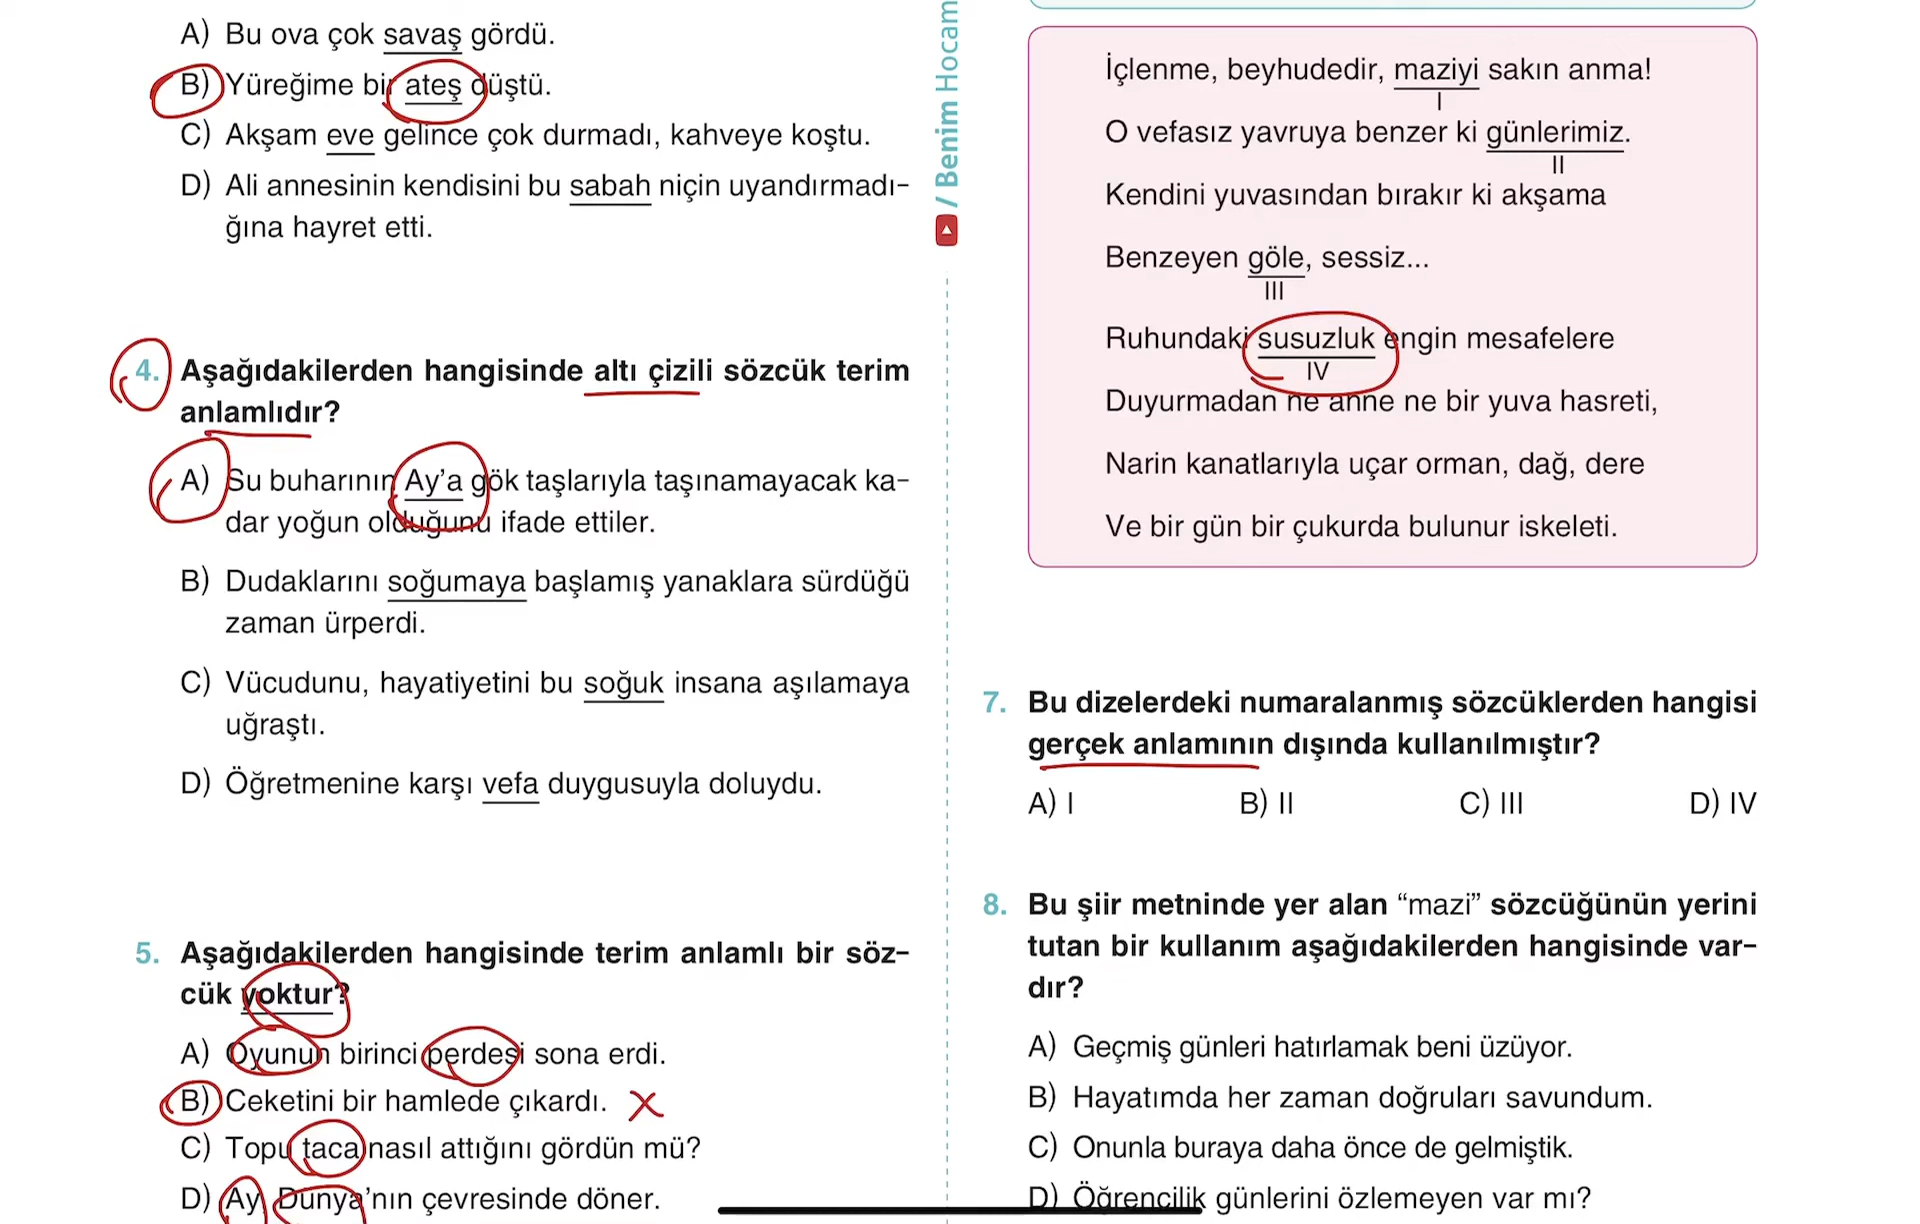 A) Bu ova çok savaş gördü.
B) Yüreğime bir ateş düştü.
C) Akşam eve gelince çok durmadı, kahveye koştu.
D) Ali annesinin kendisini bu sabah niçin uyandırmadı-
ğına hayret etti.
4. Aşağıdakilerden hangisinde altı çizili sözcük terim
anlamlıdır?
A) Su buharının Ay'a gök taşlarıyla taşınamayacak ka-
dar yoğun olduğunu ifade ettiler.
B) Dudaklarını soğumaya başlamış yanaklara sürdüğü
zaman ürperdi.
C) Vücudunu, hayatiyetini bu soğuk insana aşılamaya
uğraştı.
D) Öğretmenine karşı vefa duygusuyla doluydu.
5. Aşağıdakilerden hangisinde terim anlamlı bir söz-
cük yoktur?
A) Oyunun birinci perdesi sona erdi.
B) Ceketini bir hamlede çıkardı. X
C) Topu taca nasıl attığını gördün mü?
D) Ay, Dünya'nın çevresinde döner.
/ Benim Hocam
İçlenme, beyhudedir, maziyi sakın anma!
I
O vefasız yavruya benzer ki günlerimiz.
II
Kendini yuvasından bırakır ki akşama
Benzeyen göle, sessiz...
III
Ruhundaki susuzluk engin mesafelere
IV
Duyurmadan ne anne ne bir yuva hasreti,
Narin kanatlarıyla uçar orman, dağ, dere
Ve bir gün bir çukurda bulunur iskeleti.
7. Bu dizelerdeki numaralanmış sözcüklerden hangisi
gerçek anlamının dışında kullanılmıştır?
A) I B) II C) III D) IV
8. Bu şiir metninde yer alan “mazi” sözcüğünün yerini
tutan bir kullanım aşağıdakilerden hangisinde var-
dır?
A) Geçmiş günleri hatırlamak beni üzüyor.
B) Hayatımda her zaman doğruları savundum.
C) Onunla buraya daha önce de gelmiştik.
D) Öğrencilik günlerini özlemeyen var mı?